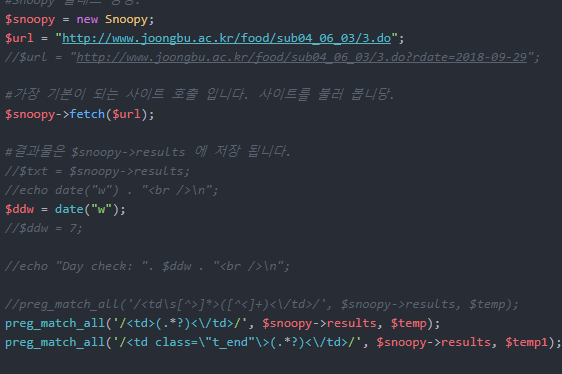 $snoopy = new Snoopy;
$url = "http://www.joongbu.ac.kr/food/sub04_06_03/3.do";
//$url = "http://www.joongbu.ac.kr/food/sub04_06_03/3.do?rdate=2018-09-29";
#가장 기본이 되는 사이트 호출 입니다. 사이트를 불러 봅니당.
$snoopy->fetch($url);
#결과물은 $snoopy->results 에 저장 됩니다.
//$txt = $snoopy->results;
//echo date("w") . "<br />\n";
$ddw = date("w");
//$ddw = 7;
//echo "Day check: ". $ddw . "<br />\n";
//preg_match_all('/<td\s[^>]*>([^<]+)<\/td>/', $snoopy->results, $temp);
preg_match_all('/<td>(.*?)<\/td>/', $snoopy->results, $temp);
preg_match_all('/<td class=\"t_end"\>(.*?)<\/td>/', $snoopy->results, $temp1);